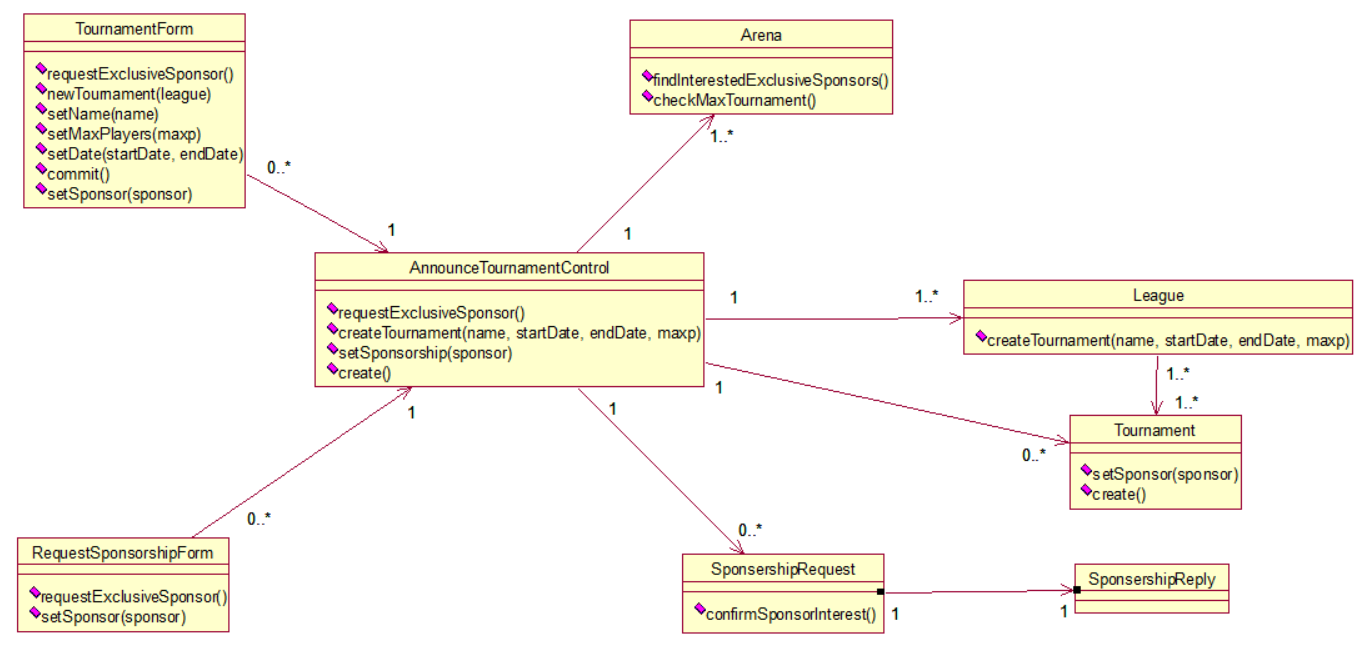 TournamentForm
requestExclusiveSponsor()
newTournament(league)
setName(name)
setMaxPlayers(maxp)
setDate(startDate, endDate)
commit()
setSponsor(sponsor)
0..*
1
Arena
findInterestedExclusiveSponsors()
checkMaxTournament()
1..*
1
AnnounceTournamentControl
requestExclusiveSponsor()
createTournament(name, startDate, endDate, maxp)
setSponsorship(sponsor)
create()
1
1..*
League
createTournament(name, startDate, endDate, maxp)
1..*
1..*
1
0..*
Tournament
setSponsor(sponsor)
create()
1
0..*
1
0..*
RequestSponsorshipForm
requestExclusiveSponsor()
setSponsor(sponsor)
SponsershipRequest
confirmSponsorInterest()
1
1
SponsershipReply